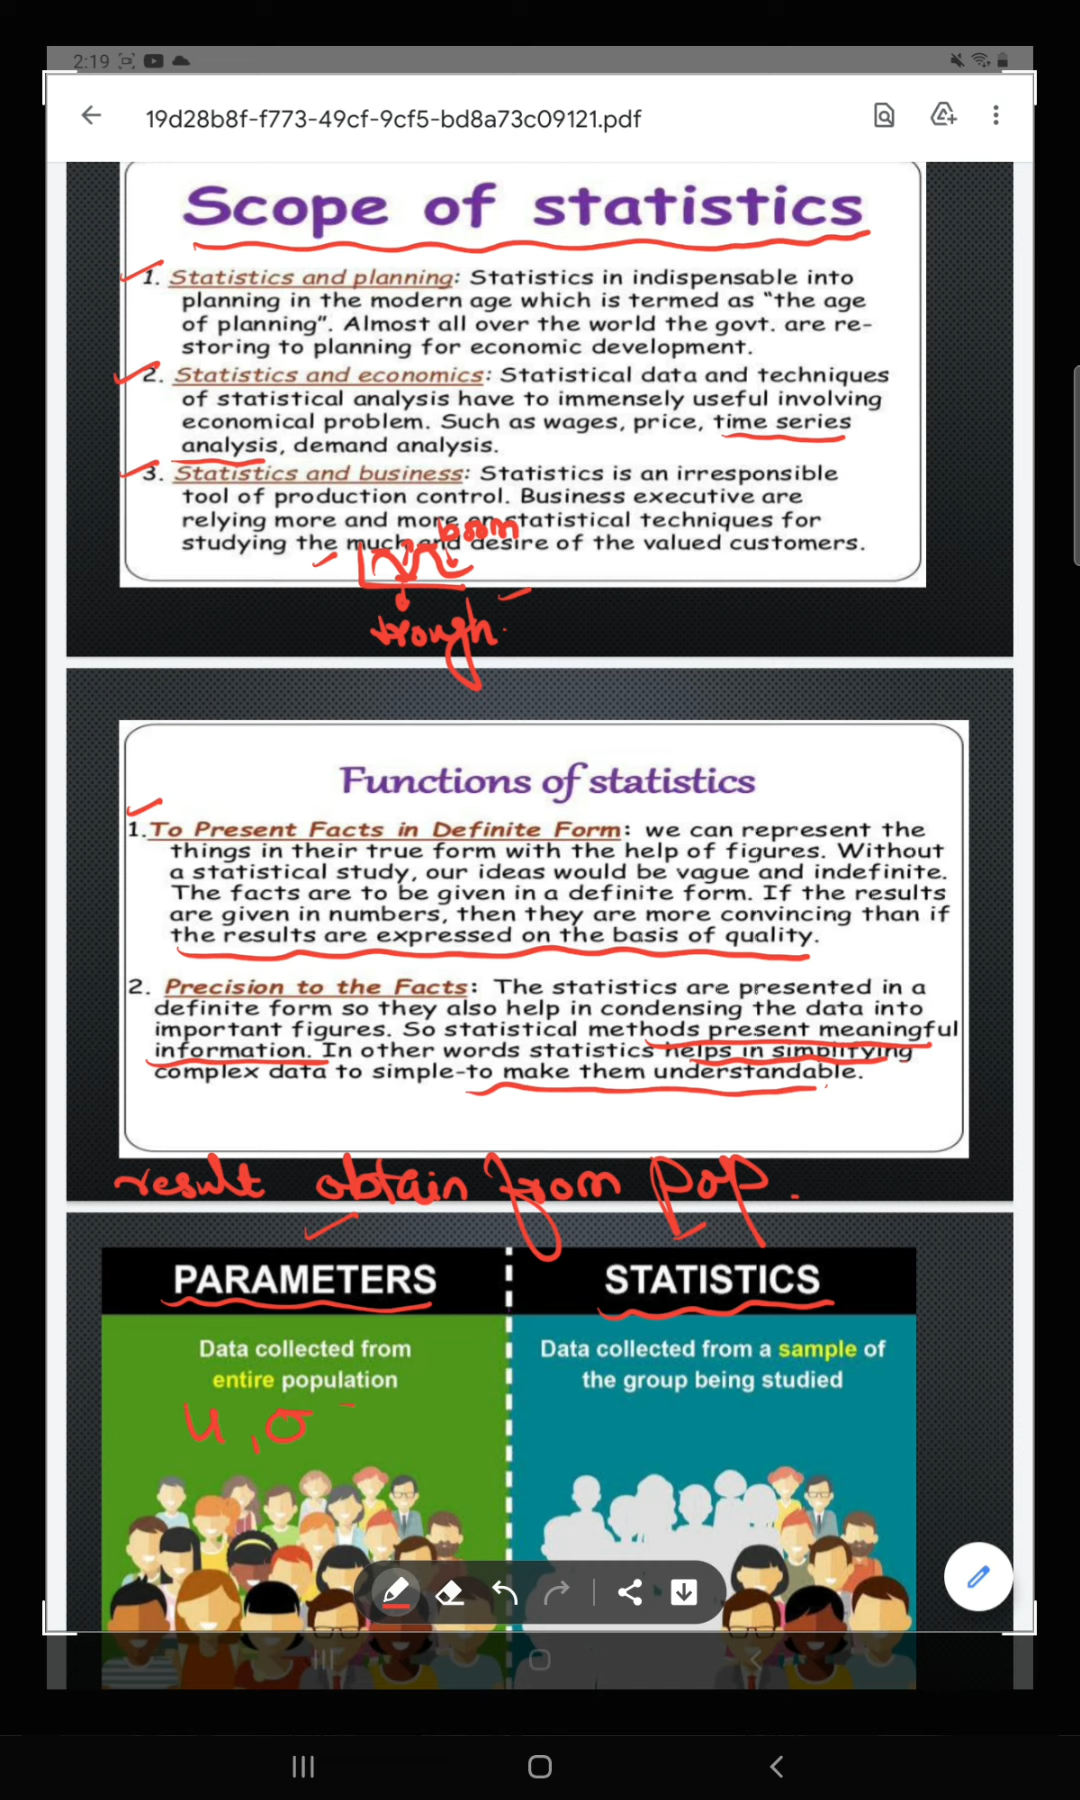 2:19
19d28b8f-f773-49cf-9cf5-bd8a73c09121.pdf
Scope of statistics
1. Statistics and planning: Statistics in indispensable into
planning in the modern age which is termed as “the age
of planning”. Almost all over the world the govt. are re-
storing to planning for economic development.
2. Statistics and economics: Statistical data and techniques
of statistical analysis have to immensely useful involving
economical problem. Such as wages, price, time series
analysis, demand analysis.
3. Statistics and business: Statistics is an irresponsible
tool of production control. Business executive are
relying more and more on statistical techniques for
studying the much and desire of the valued customers.
boom
trough.
Functions of statistics
1. To Present Facts in Definite Form: we can represent the
things in their true form with the help of figures. Without
a statistical study, our ideas would be vague and indefinite.
The facts are to be given in a definite form. If the results
are given in numbers, then they are more convincing than if
the results are expressed on the basis of quality.
2. Precision to the Facts: The statistics are presented in a
definite form so they also help in condensing the data into
important figures. So statistical methods present meaningful
information. In other words statistics helps in simplifying
complex data to simple-to make them understandable.
result obtain from pop.
PARAMETERS
Data collected from
entire population
μ, σ
STATISTICS
Data collected from a sample of
the group being studied